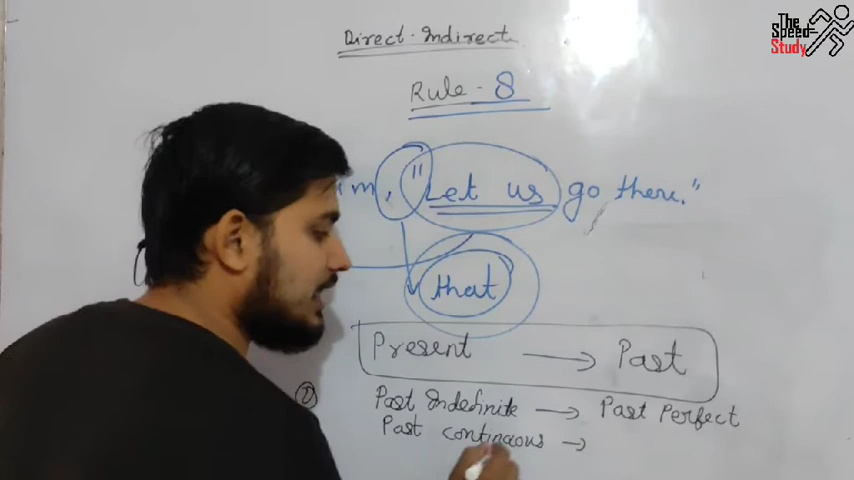 The
Speed
Study
Direct-Indirect
Rule - 8
im, "Let us go there."
that
Present → Past
Past Indefinite → Past Perfect
Past continuous →